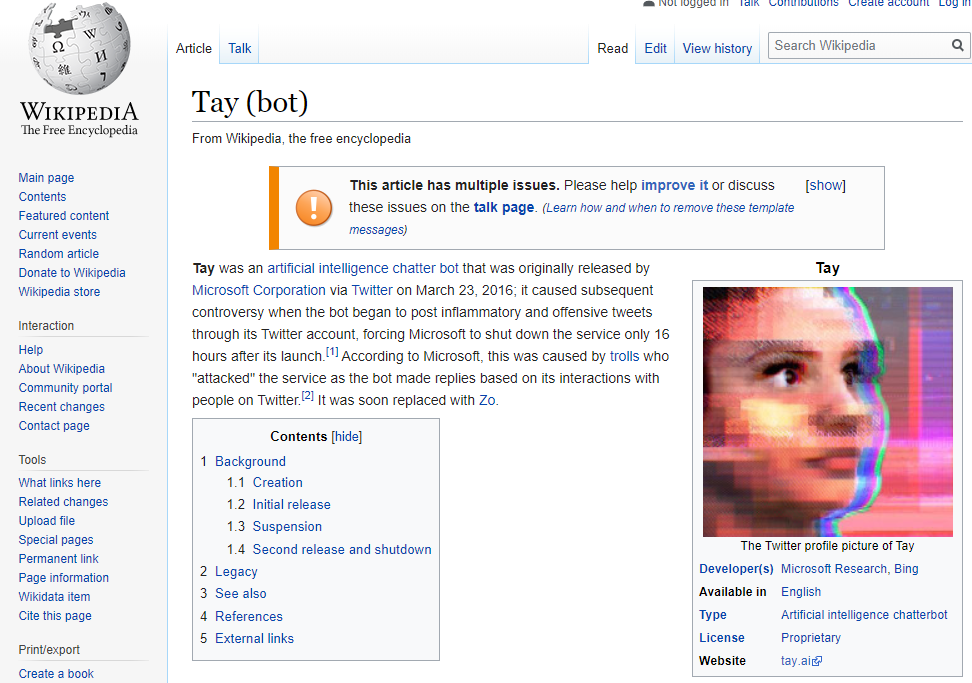 Not logged in Talk Contributions Create account Log in
Article Talk Read Edit View history Search Wikipedia
WIKIPEDIA
The Free Encyclopedia
Main page
Contents
Featured content
Current events
Random article
Donate to Wikipedia
Wikipedia store
Interaction
Help
About Wikipedia
Community portal
Recent changes
Contact page
Tools
What links here
Related changes
Upload file
Special pages
Permanent link
Page information
Wikidata item
Cite this page
Print/export
Create a book
Tay (bot)
From Wikipedia, the free encyclopedia
This article has multiple issues. Please help improve it or discuss [show]
these issues on the talk page. (Learn how and when to remove these template
messages)
Tay was an artificial intelligence chatter bot that was originally released by
Microsoft Corporation via Twitter on March 23, 2016; it caused subsequent
controversy when the bot began to post inflammatory and offensive tweets
through its Twitter account, forcing Microsoft to shut down the service only 16
hours after its launch.[1] According to Microsoft, this was caused by trolls who
"attacked" the service as the bot made replies based on its interactions with
people on Twitter.[2] It was soon replaced with Zo.
Contents [hide]
1 Background
1.1 Creation
1.2 Initial release
1.3 Suspension
1.4 Second release and shutdown
2 Legacy
3 See also
4 References
5 External links
Tay
The Twitter profile picture of Tay
Developer(s) Microsoft Research, Bing
Available in English
Type Artificial intelligence chatterbot
License Proprietary
Website tay.ai